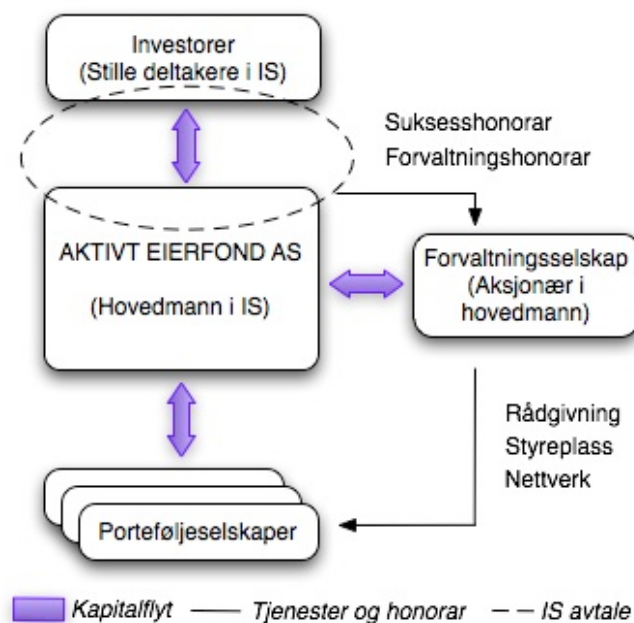 Investorer
(Stille deltakere i IS)
Suksesshonorar
Forvaltningshonorar
AKTIVT EIERFOND AS
(Hovedmann i IS)
Forvaltningsselskap
(Aksjonær i
hovedmann)
Rådgivning
Styreplass
Nettverk
Porteføljeselskaper
Kapitalflyt
Tjenester og honorar
IS avtale